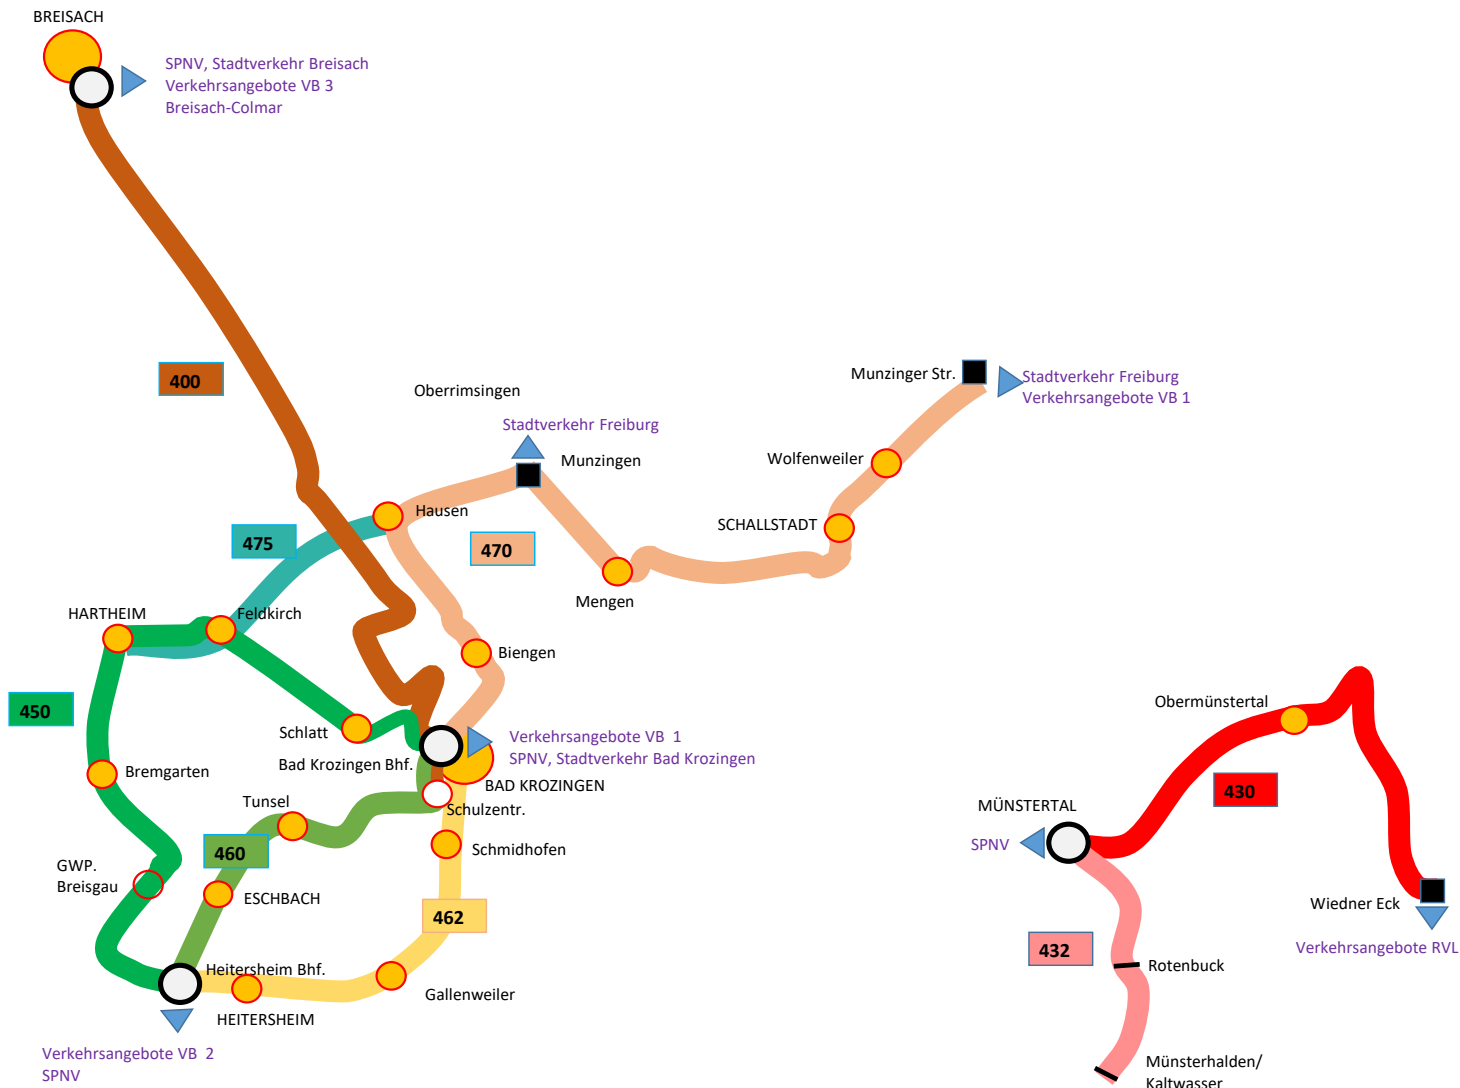 BREISACH
SPNV, Stadtverkehr Breisach
Verkehrsangebote VB 3
Breisach-Colmar
400
Oberrimsingen
Munzinger Str.
Stadtverkehr Freiburg
Verkehrsangebote VB 1
Stadtverkehr Freiburg
Munzingen
Wolfenweiler
Hausen
SCHALLSTADT
475
470
Mengen
HARTHEIM
Feldkirch
Biengen
450
Schlatt
Bad Krozingen Bhf.
Verkehrsangebote VB 1
SPNV, Stadtverkehr Bad Krozingen
BAD KROZINGEN
Bremgarten
Tunsel
Schulzentr.
460
Schmidhofen
GWP.
Breisgau
ESCHBACH
462
Heitersheim Bhf.
Gallenweiler
HEITERSHEIM
Verkehrsangebote VB 2
SPNV
Obermünstertal
430
MÜNSTERTAL
SPNV
Wiedner Eck
Verkehrsangebote RVL
432
Rotenbuck
Münsterhalden/
Kaltwasser